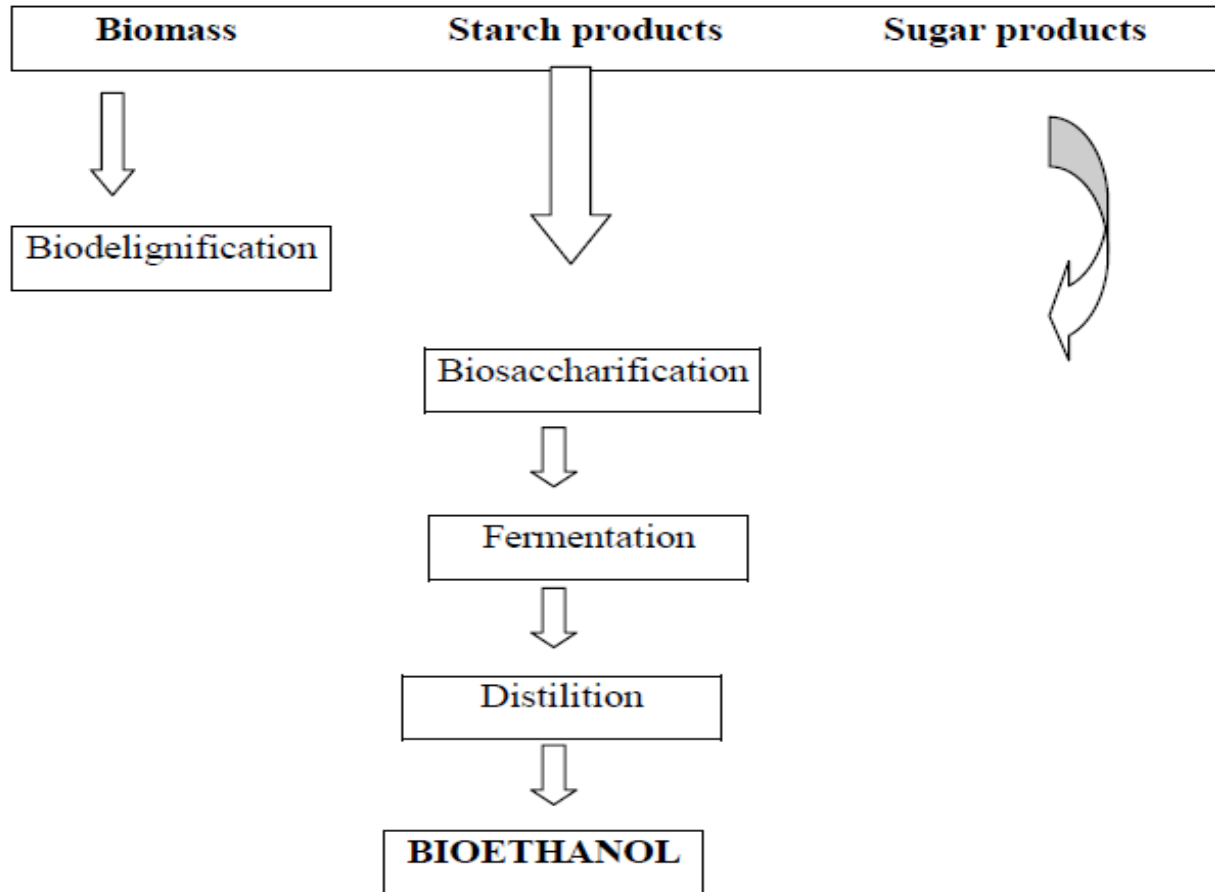 Biomass Starch products Sugar products
Biodelignification
Biosaccharification
Fermentation
Distilition
BIOETHANOL